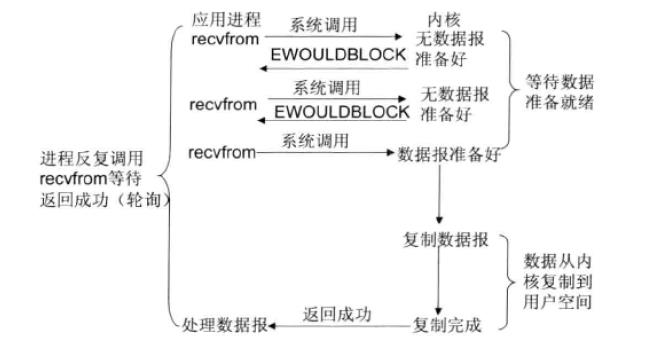 应用进程
系统调用
内核
recvfrom
无数据报
准备好
EWOULDBLOCK
等待数据
准备就绪
系统调用
recvfrom
无数据报
准备好
EWOULDBLOCK
系统调用
recvfrom
数据报准备好
进程反复调用
recvfrom等待
返回成功（轮询）
复制数据报
数据从内
核复制到
用户空间
处理数据报
返回成功
复制完成